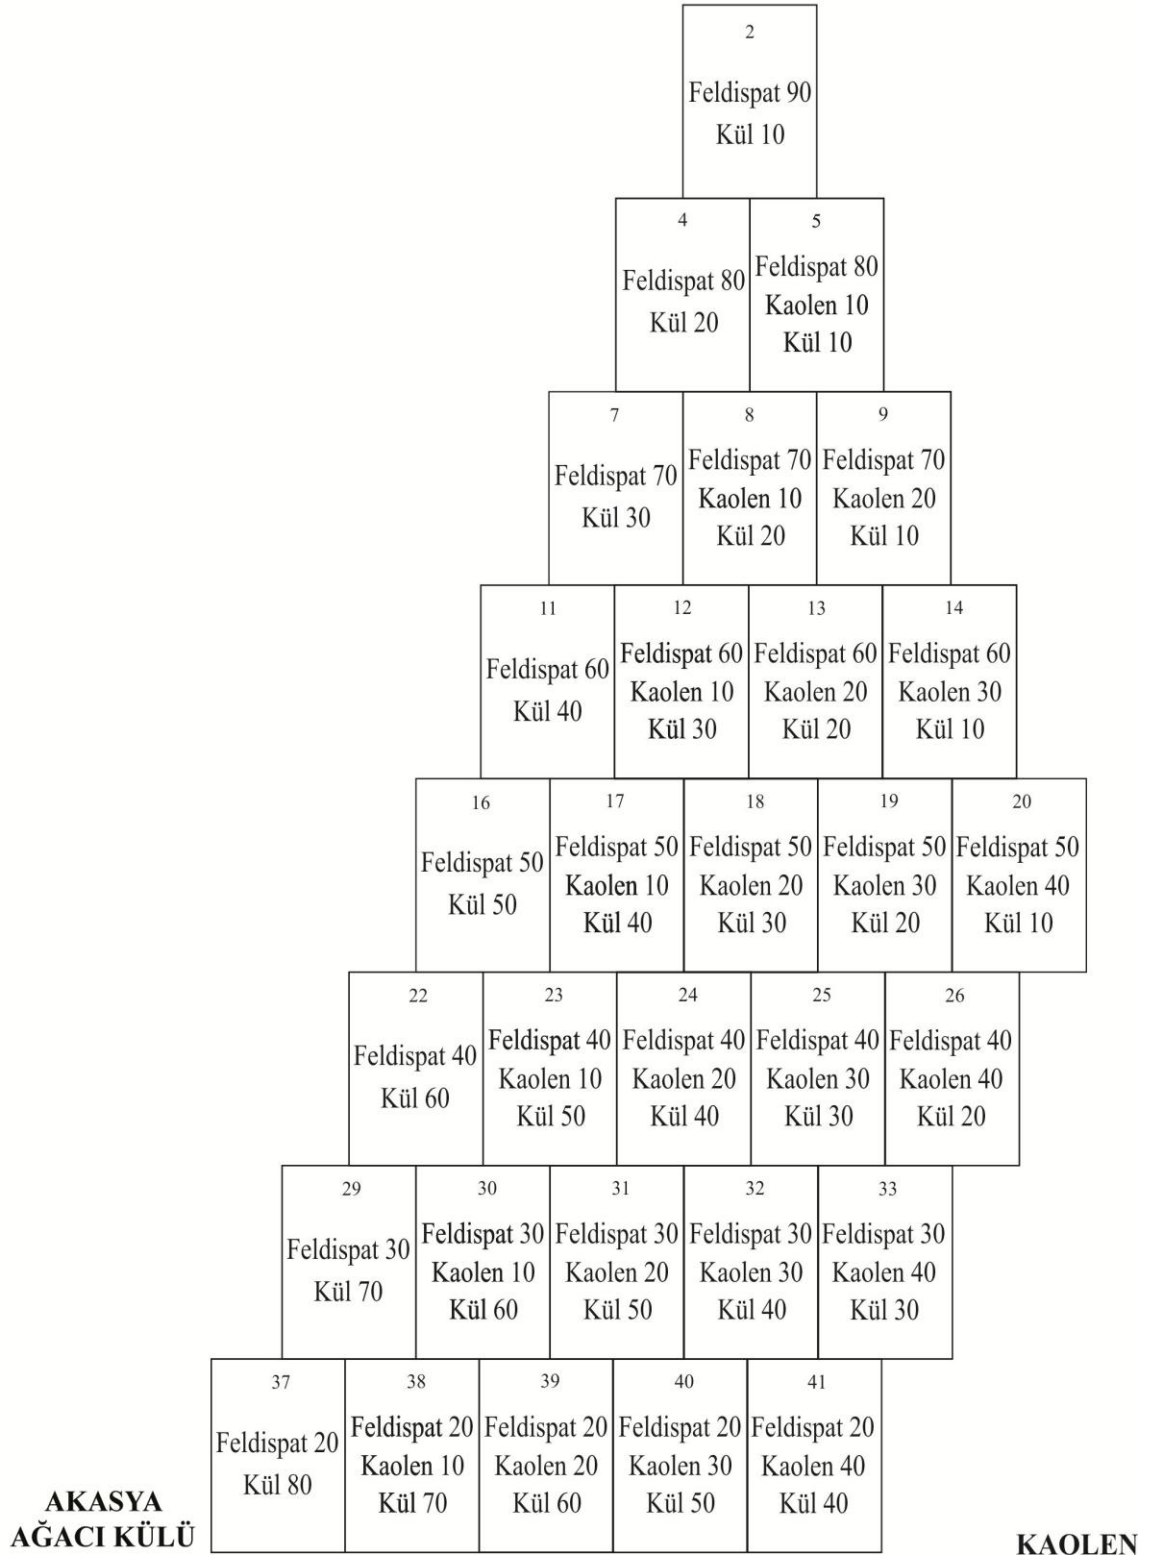 2
Feldispat 90
Kül 10
4
Feldispat 80
Kül 20
5
Feldispat 80
Kaolen 10
Kül 10
7
Feldispat 70
Kül 30
8
Feldispat 70
Kaolen 10
Kül 20
9
Feldispat 70
Kaolen 20
Kül 10
11
Feldispat 60
Kül 40
12
Feldispat 60
Kaolen 10
Kül 30
13
Feldispat 60
Kaolen 20
Kül 20
14
Feldispat 60
Kaolen 30
Kül 10
16
Feldispat 50
Kül 50
17
Feldispat 50
Kaolen 10
Kül 40
18
Feldispat 50
Kaolen 20
Kül 30
19
Feldispat 50
Kaolen 30
Kül 20
20
Feldispat 50
Kaolen 40
Kül 10
22
Feldispat 40
Kül 60
23
Feldispat 40
Kaolen 10
Kül 50
24
Feldispat 40
Kaolen 20
Kül 40
25
Feldispat 40
Kaolen 30
Kül 30
26
Feldispat 40
Kaolen 40
Kül 20
29
Feldispat 30
Kül 70
30
Feldispat 30
Kaolen 10
Kül 60
31
Feldispat 30
Kaolen 20
Kül 50
32
Feldispat 30
Kaolen 30
Kül 40
33
Feldispat 30
Kaolen 40
Kül 30
37
Feldispat 20
Kül 80
38
Feldispat 20
Kaolen 10
Kül 70
39
Feldispat 20
Kaolen 20
Kül 60
40
Feldispat 20
Kaolen 30
Kül 50
41
Feldispat 20
Kaolen 40
Kül 40
AKASYA
AĞACI KÜLÜ
KAOLEN